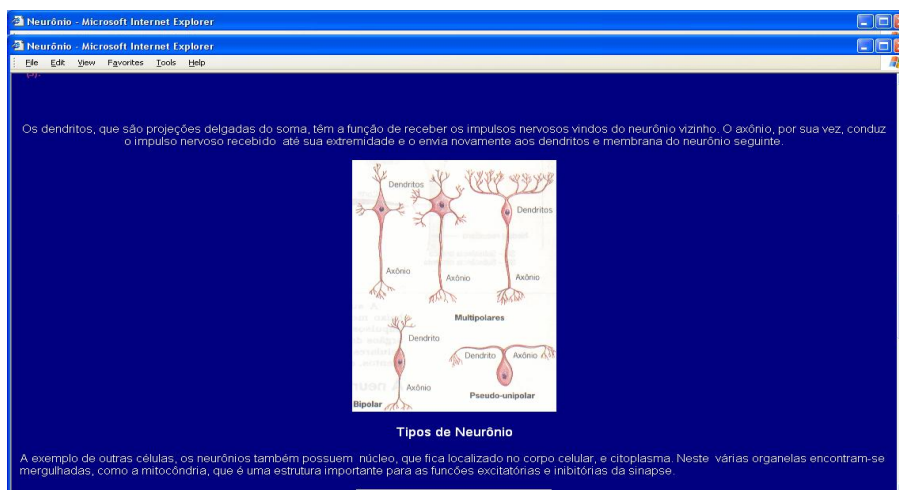 Neurônio - Microsoft Internet Explorer
Neurônio - Microsoft Internet Explorer
File Edit View Favorites Tools Help
(3).
Os dendritos, que são projeções delgadas do soma, têm a função de receber os impulsos nervosos vindos do neurônio vizinho. O axônio, por sua vez, conduz
o impulso nervoso recebido até sua extremidade e o envia novamente aos dendritos e membrana do neurônio seguinte.
Dendritos
Dendritos
Axônio
Axônio
Axônio
Multipolares
Dendrito
Dendrito Axônio
Axônio
Pseudo-unipolar
Bipolar
Tipos de Neurônio
A exemplo de outras células, os neurônios também possuem núcleo, que fica localizado no corpo celular, e citoplasma. Neste várias organelas encontram-se
mergulhadas, como a mitocôndria, que é uma estrutura importante para as funcões excitatórias e inibitórias da sinapse.